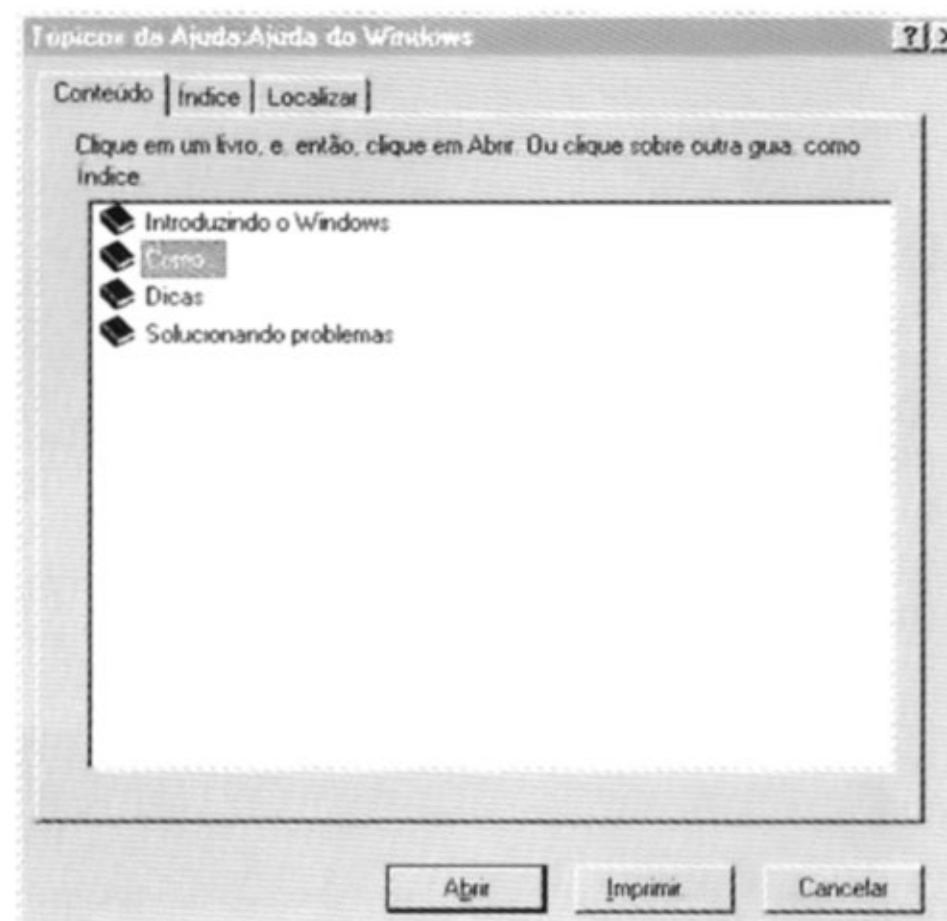 Tópicos da Ajuda:Ajuda do Windows
Conteúdo Índice Localizar
Clique em um livro, e, então, clique em Abrir. Ou clique sobre outra guia, como
Índice.
Introduzindo o Windows
Como...
Dicas
Solucionando problemas
Abrir Imprimir Cancelar